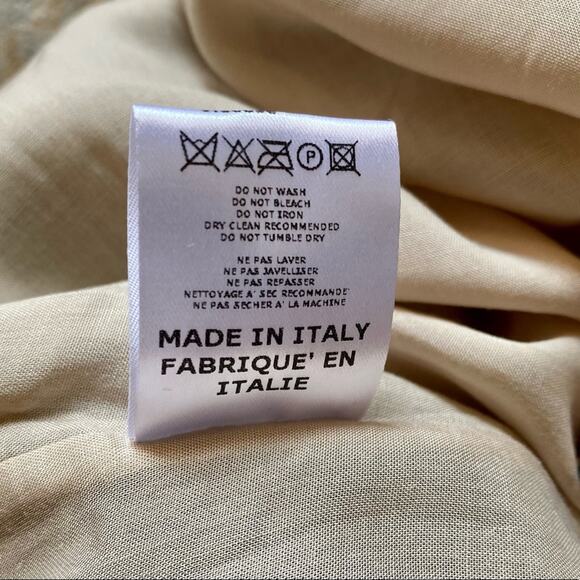 P
DO NOT WASH
DO NOT BLEACH
DO NOT IRON
DRY CLEAN RECOMMENDED
DO NOT TUMBLE DRY
NE PAS LAVER
NE PAS JAVELLISER
NE PAS REPASSER
NETTOYAGE A' SEC RECOMMANDE'
NE PAS SECHER A' LA MACHINE
MADE IN ITALY
FABRIQUE' EN
ITALIE